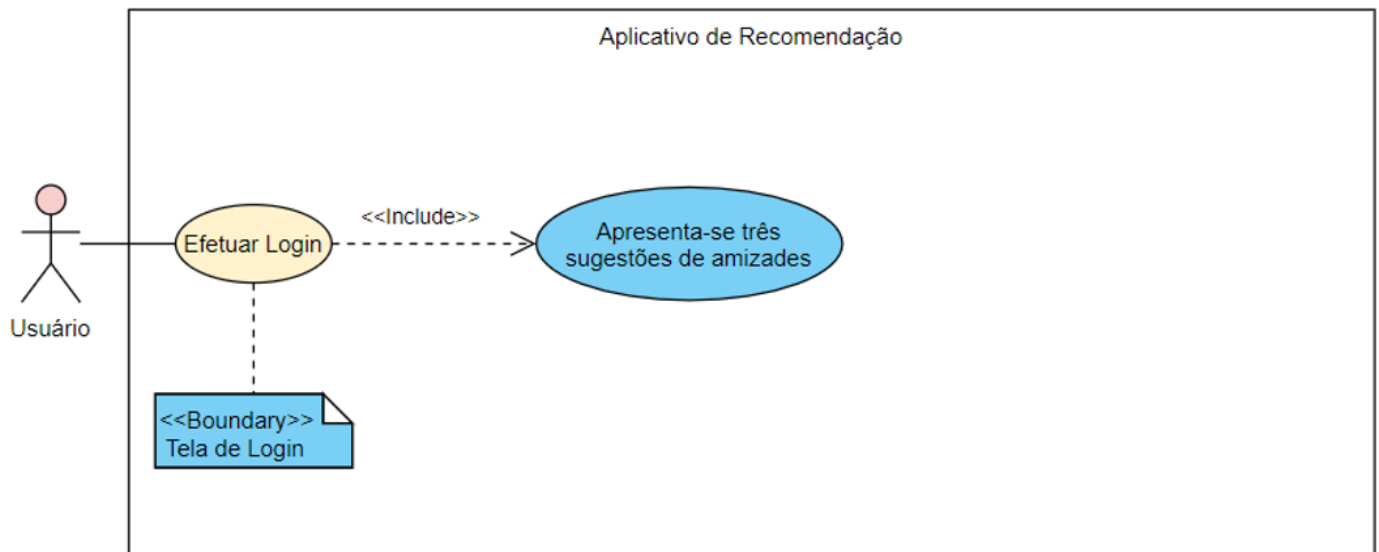 Aplicativo de Recomendação
<<Include>>
Efetuar Login
Apresenta-se três
sugestões de amizades
Usuário
<<Boundary>>
Tela de Login